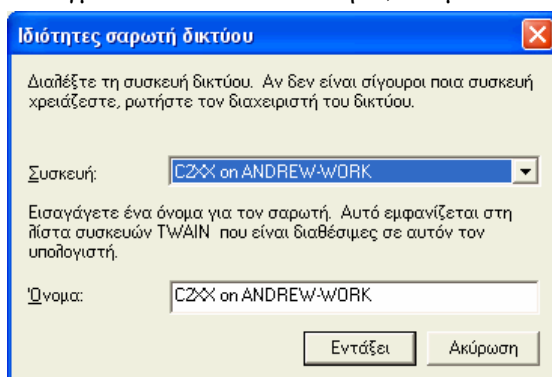 Ιδιότητες σαρωτή δικτύου
Διαλέξτε τη συσκευή δικτύου. Αν δεν είναι σίγουροι ποια συσκευή
χρειάζεστε, ρωτήστε τον διαχειριστή του δικτύου.
Συσκευή: C2XX on ANDREW-WORK
Εισαγάγετε ένα όνομα για τον σαρωτή. Αυτό εμφανίζεται στη
λίστα συσκευών TWAIN που είναι διαθέσιμες σε αυτόν τον
υπολογιστή.
Όνομα: C2XX on ANDREW-WORK
Εντάξει Ακύρωση